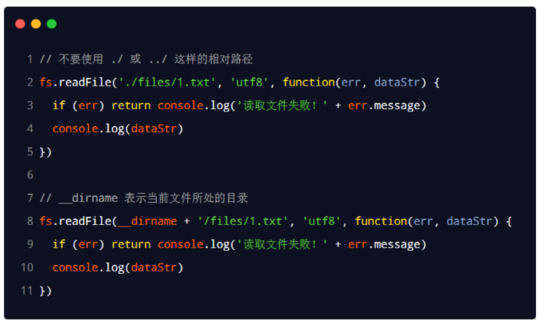 1 // 不要使用 ./ 或 ../ 这样的相对路径
2 fs.readFile('./files/1.txt', 'utf8', function(err, dataStr) {
3   if (err) return console.log('读取文件失败！' + err.message)
4   console.log(dataStr)
5 })
6
7 // __dirname 表示当前文件所处的目录
8 fs.readFile(__dirname + '/files/1.txt', 'utf8', function(err, dataStr) {
9   if (err) return console.log('读取文件失败！' + err.message)
10   console.log(dataStr)
11 })